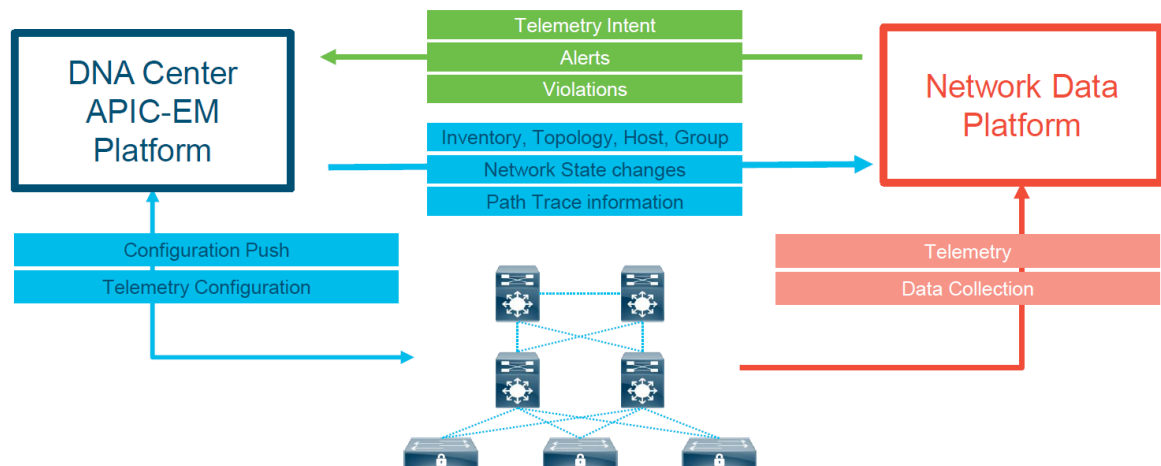 Telemetry Intent
Alerts
Violations
DNA Center
APIC-EM
Platform
Network Data
Platform
Inventory, Topology, Host, Group
Network State changes
Path Trace information
Configuration Push
Telemetry Configuration
Telemetry
Data Collection